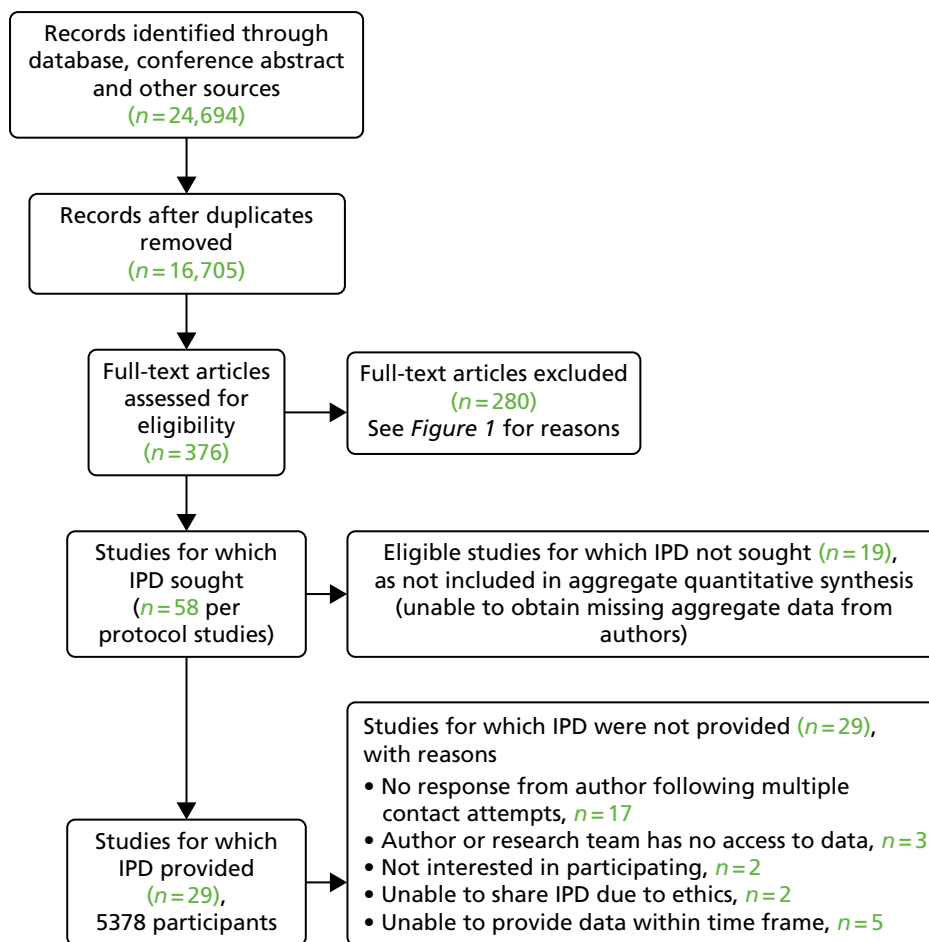 Records identified through
database, conference abstract
and other sources
(n=24,694)
Records after duplicates
removed
(n=16,705)
Full-text articles
assessed for
eligibility
(n=376)
Full-text articles excluded
(n=280)
See Figure 1 for reasons
Studies for which
IPD sought
(n=58 per
protocol studies)
Eligible studies for which IPD not sought (n=19),
as not included in aggregate quantitative synthesis
(unable to obtain missing aggregate data from
authors)
Studies for which
IPD provided
(n=29),
5378 participants
Studies for which IPD were not provided (n=29),
with reasons
• No response from author following multiple
contact attempts, n=17
• Author or research team has no access to data, n=3
• Not interested in participating, n=2
• Unable to share IPD due to ethics, n=2
• Unable to provide data within time frame, n=5